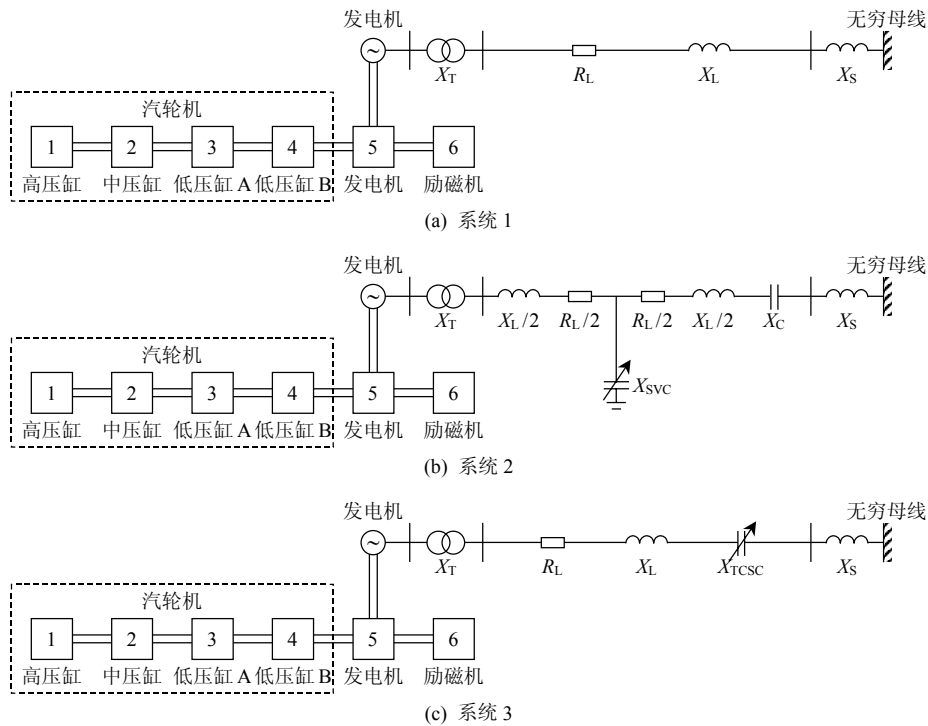 发电机 无穷母线
~
X_T R_L X_L X_S
汽轮机
1 2 3 4 5 6
高压缸 中压缸 低压缸 A 低压缸 B 发电机 励磁机
(a) 系统 1
发电机 无穷母线
~
X_T X_L/2 R_L/2 R_L/2 X_L/2 X_C X_S
汽轮机
X_SVC
1 2 3 4 5 6
高压缸 中压缸 低压缸 A 低压缸 B 发电机 励磁机
(b) 系统 2
发电机 无穷母线
~
X_T R_L X_L X_TCSC X_S
汽轮机
1 2 3 4 5 6
高压缸 中压缸 低压缸 A 低压缸 B 发电机 励磁机
(c) 系统 3